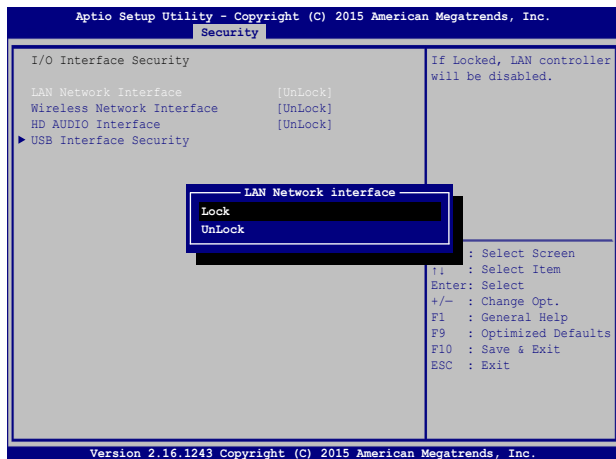 Aptio Setup Utility - Copyright (C) 2015 American Megatrends, Inc.
Security
I/O Interface Security
LAN Network Interface [UnLock]
Wireless Network Interface [UnLock]
HD AUDIO Interface [UnLock]
USB Interface Security
If Locked, LAN controller
will be disabled.
LAN Network interface
Lock
UnLock
: Select Screen
↑↓ : Select Item
Enter: Select
+/— : Change Opt.
F1 : General Help
F9 : Optimized Defaults
F10 : Save & Exit
ESC : Exit
Version 2.16.1243 Copyright (C) 2015 American Megatrends, Inc.